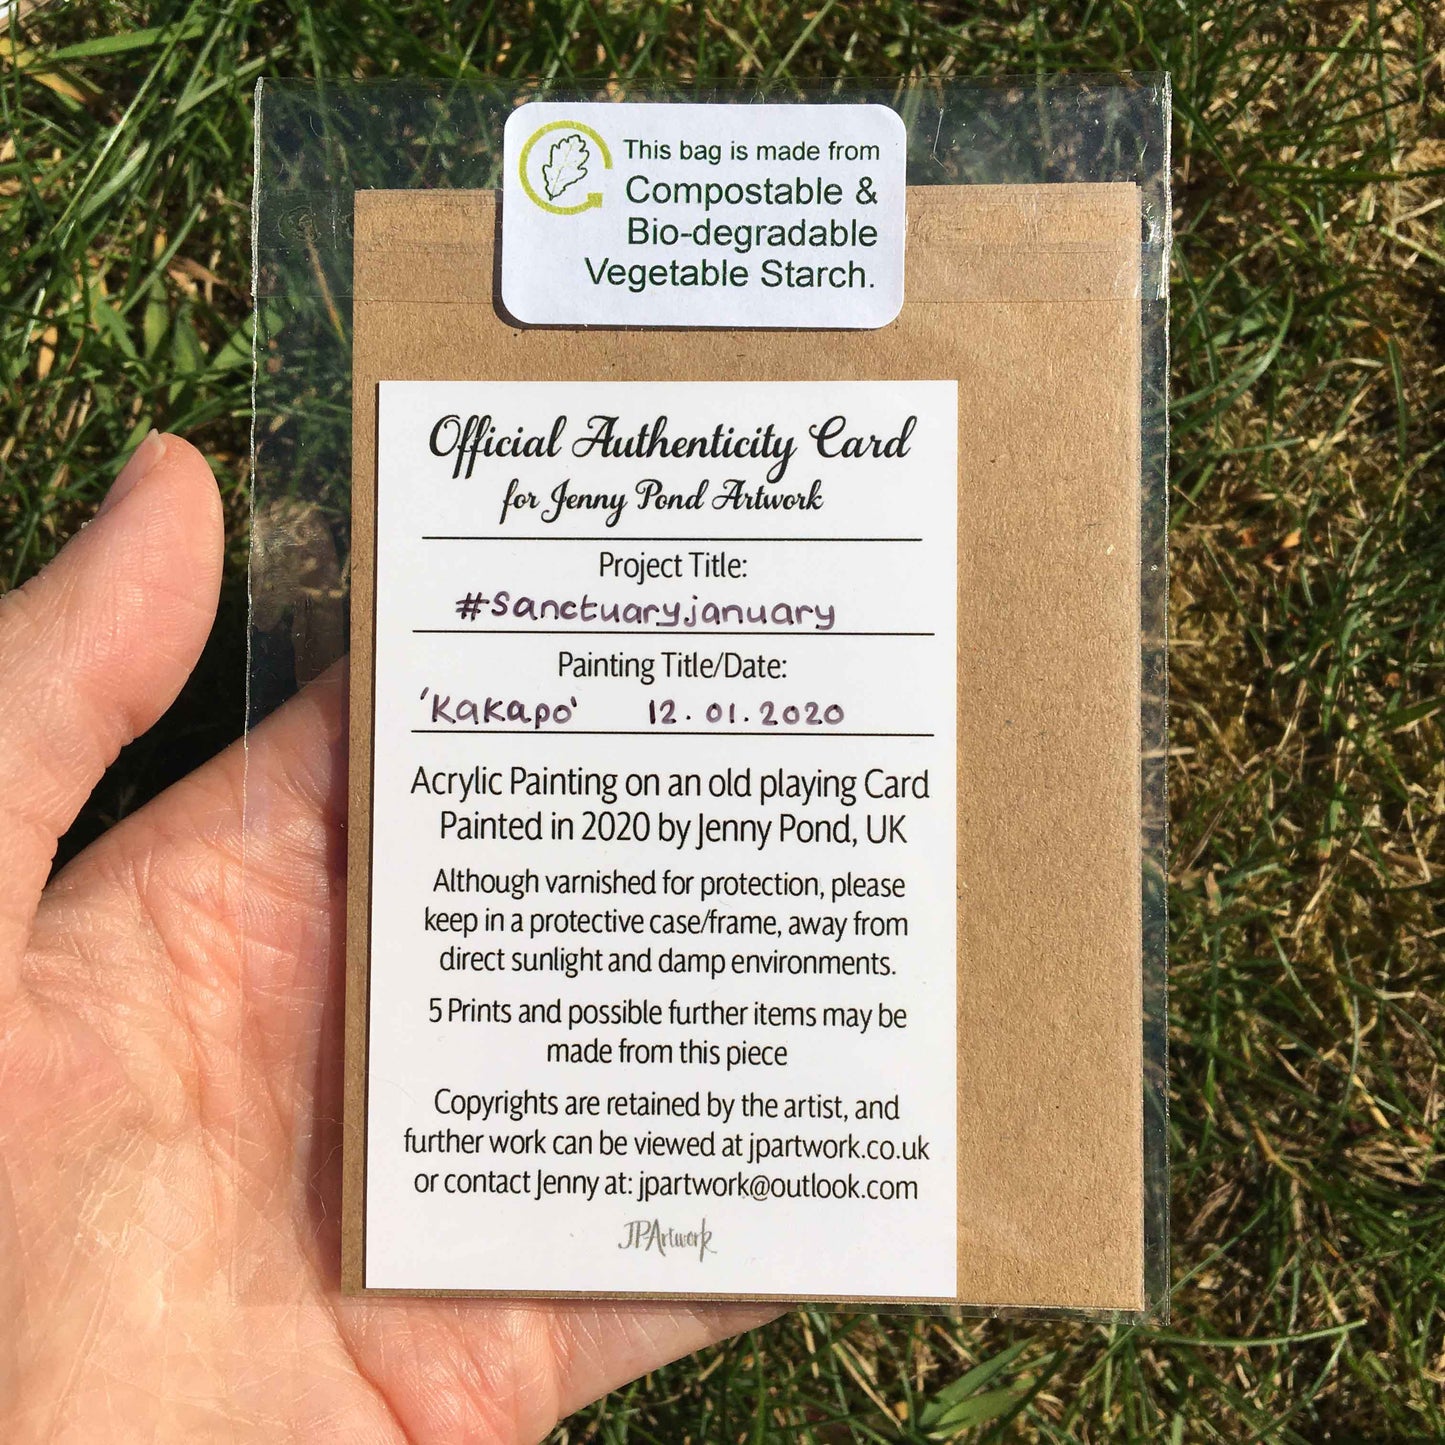 This bag is made from
Compostable &
Bio-degradable
Vegetable Starch.
Official Authenticity Card
for Jenny Pond Artwork
Project Title:
#sanctuaryjanuary
Painting Title/Date:
'Kakapo' 12.01.2020
Acrylic Painting on an old playing Card
Painted in 2020 by Jenny Pond, UK
Although varnished for protection, please
keep in a protective case/frame, away from
direct sunlight and damp environments.
5 Prints and possible further items may be
made from this piece
Copyrights are retained by the artist, and
further work can be viewed at jpartwork.co.uk
or contact Jenny at: jpartwork@outlook.com
JPArtwork